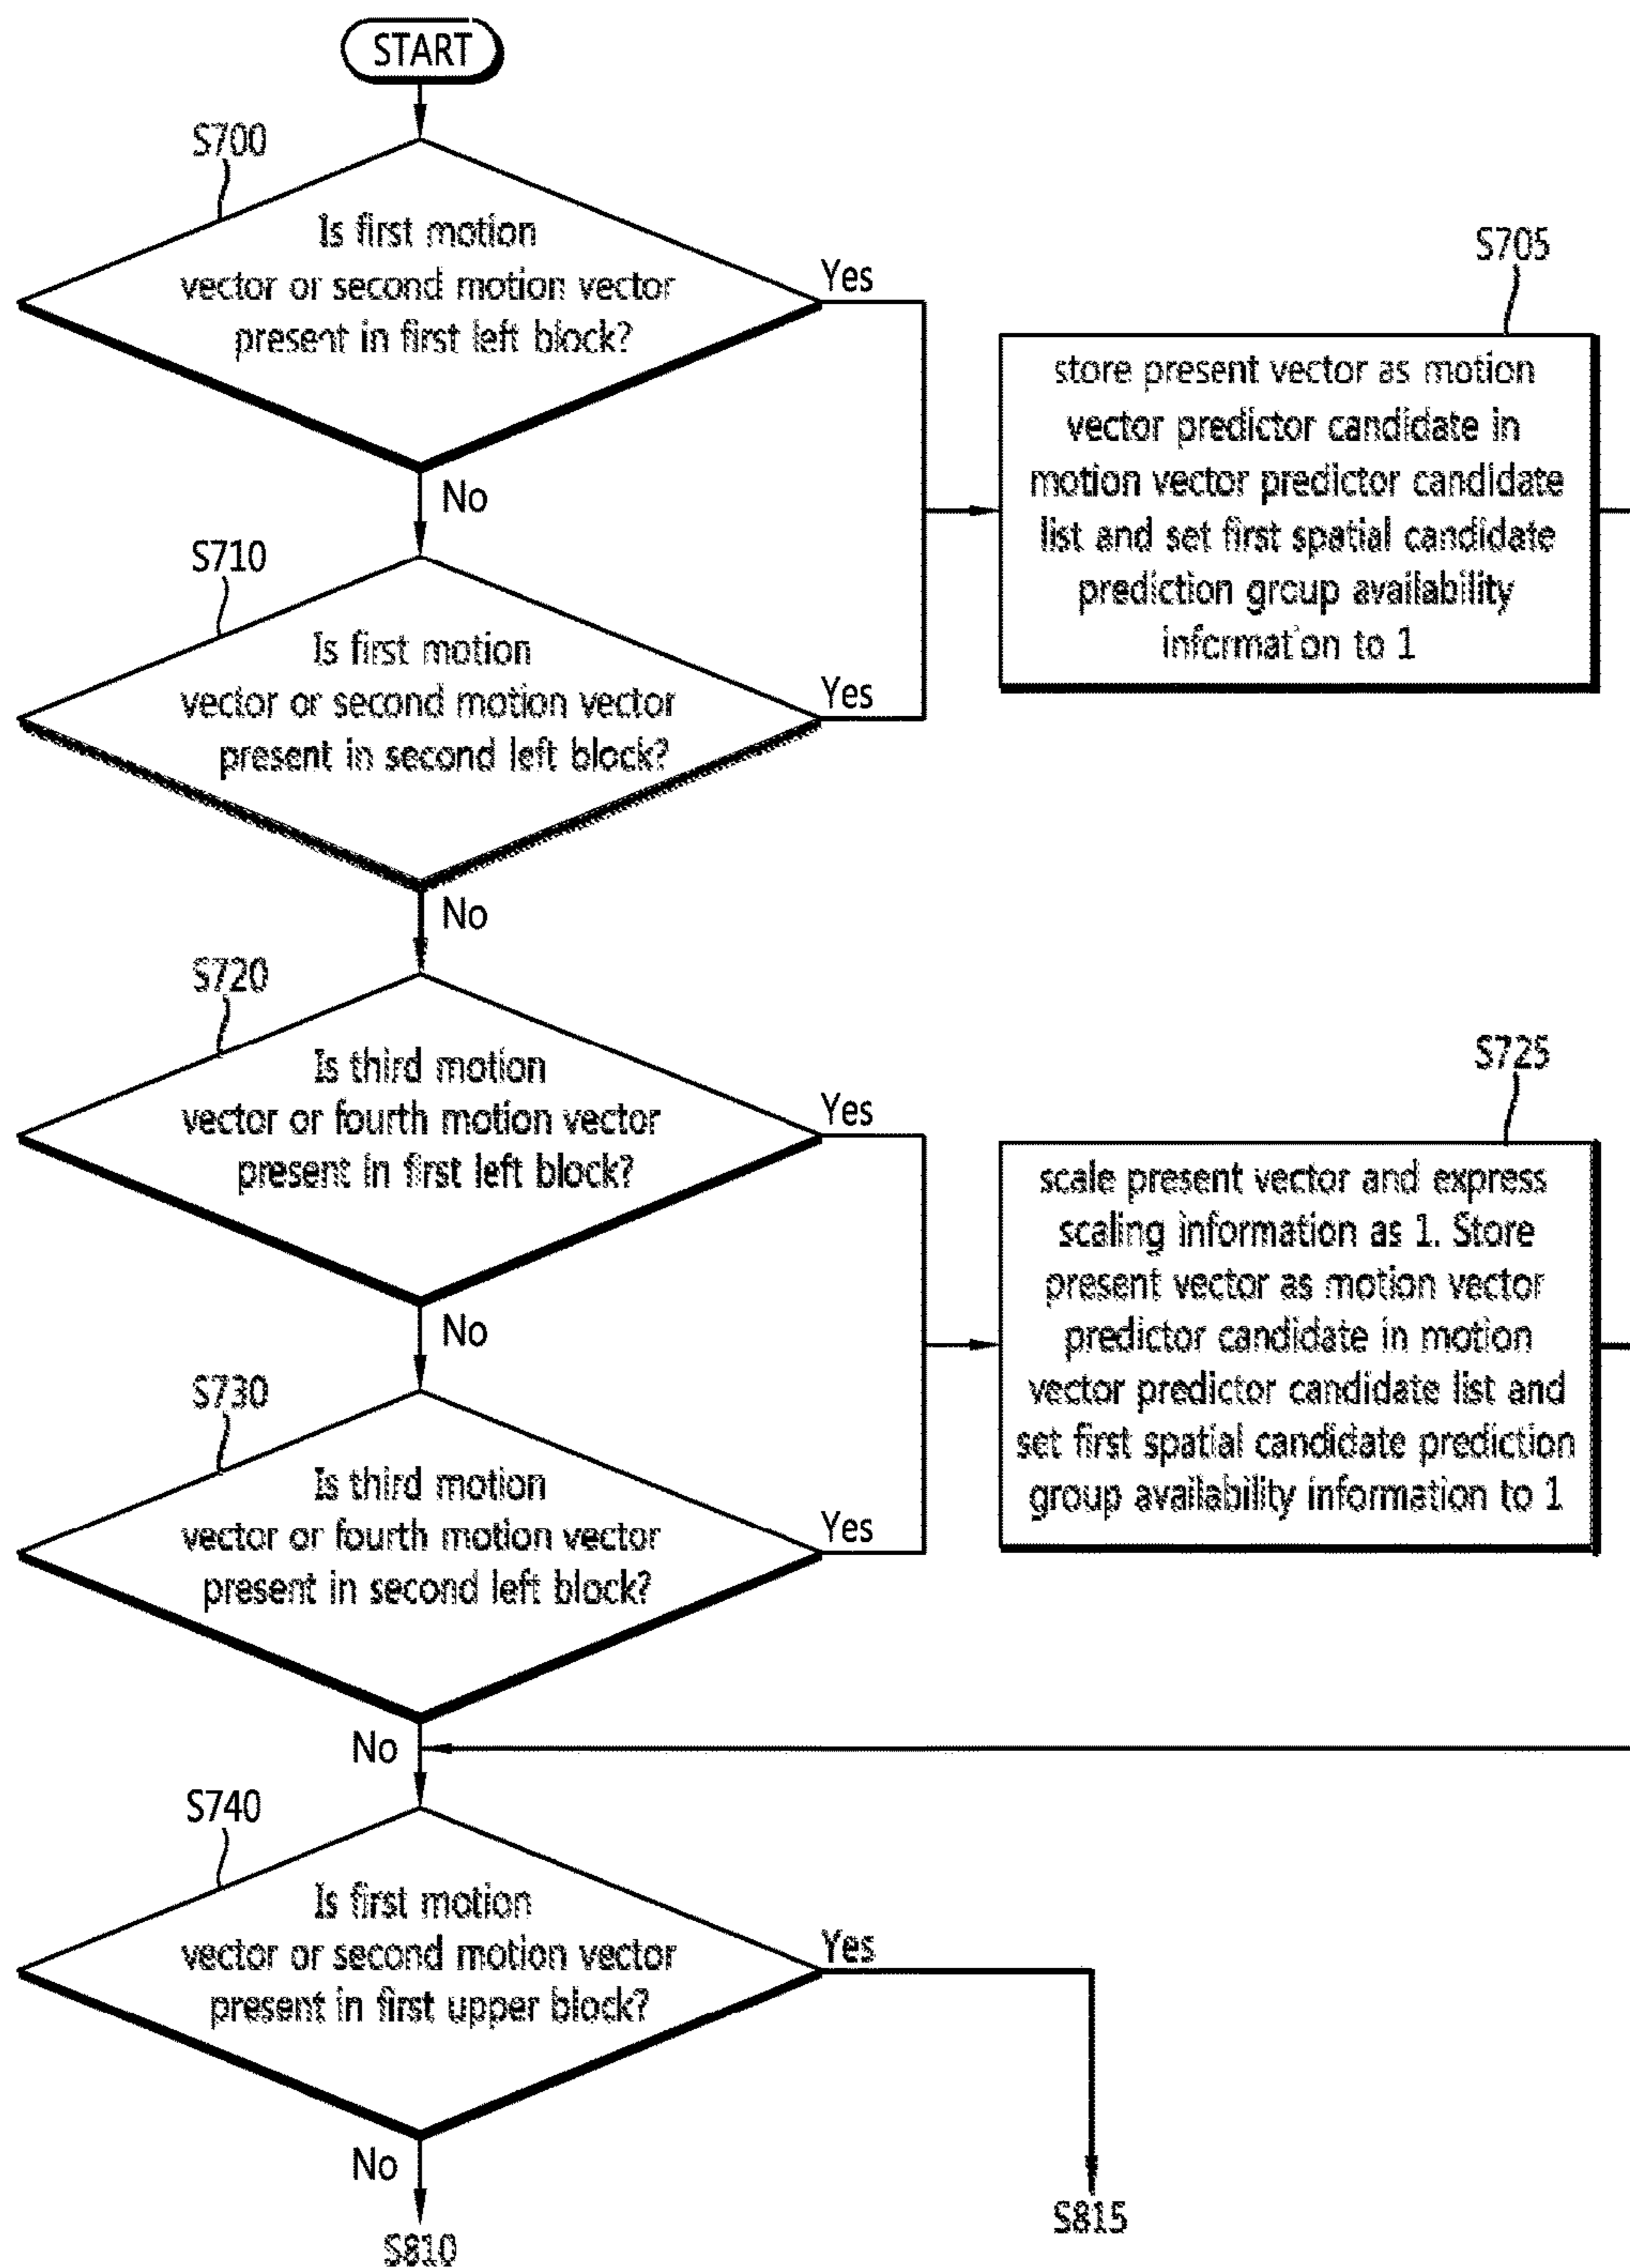 START
S700
Is first motion
vector or second motion vector
present in first left block?
Yes
No
S705
store present vector as motion
vector predictor candidate in
motion vector predictor candidate
list and set first spatial candidate
prediction group availability
information to 1
S710
Is first motion
vector or second motion vector
present in second left block?
Yes
No
S720
Is third motion
vector or fourth motion vector
present in first left block?
Yes
No
S725
scale present vector and express
scaling information as 1. Store
present vector as motion vector
predictor candidate in motion
vector predictor candidate list and
set first spatial candidate prediction
group availability information to 1
S730
Is third motion
vector or fourth motion vector
present in second left block?
Yes
No
S740
Is first motion
vector or second motion vector
present in first upper block?
Yes
No
S815
S810